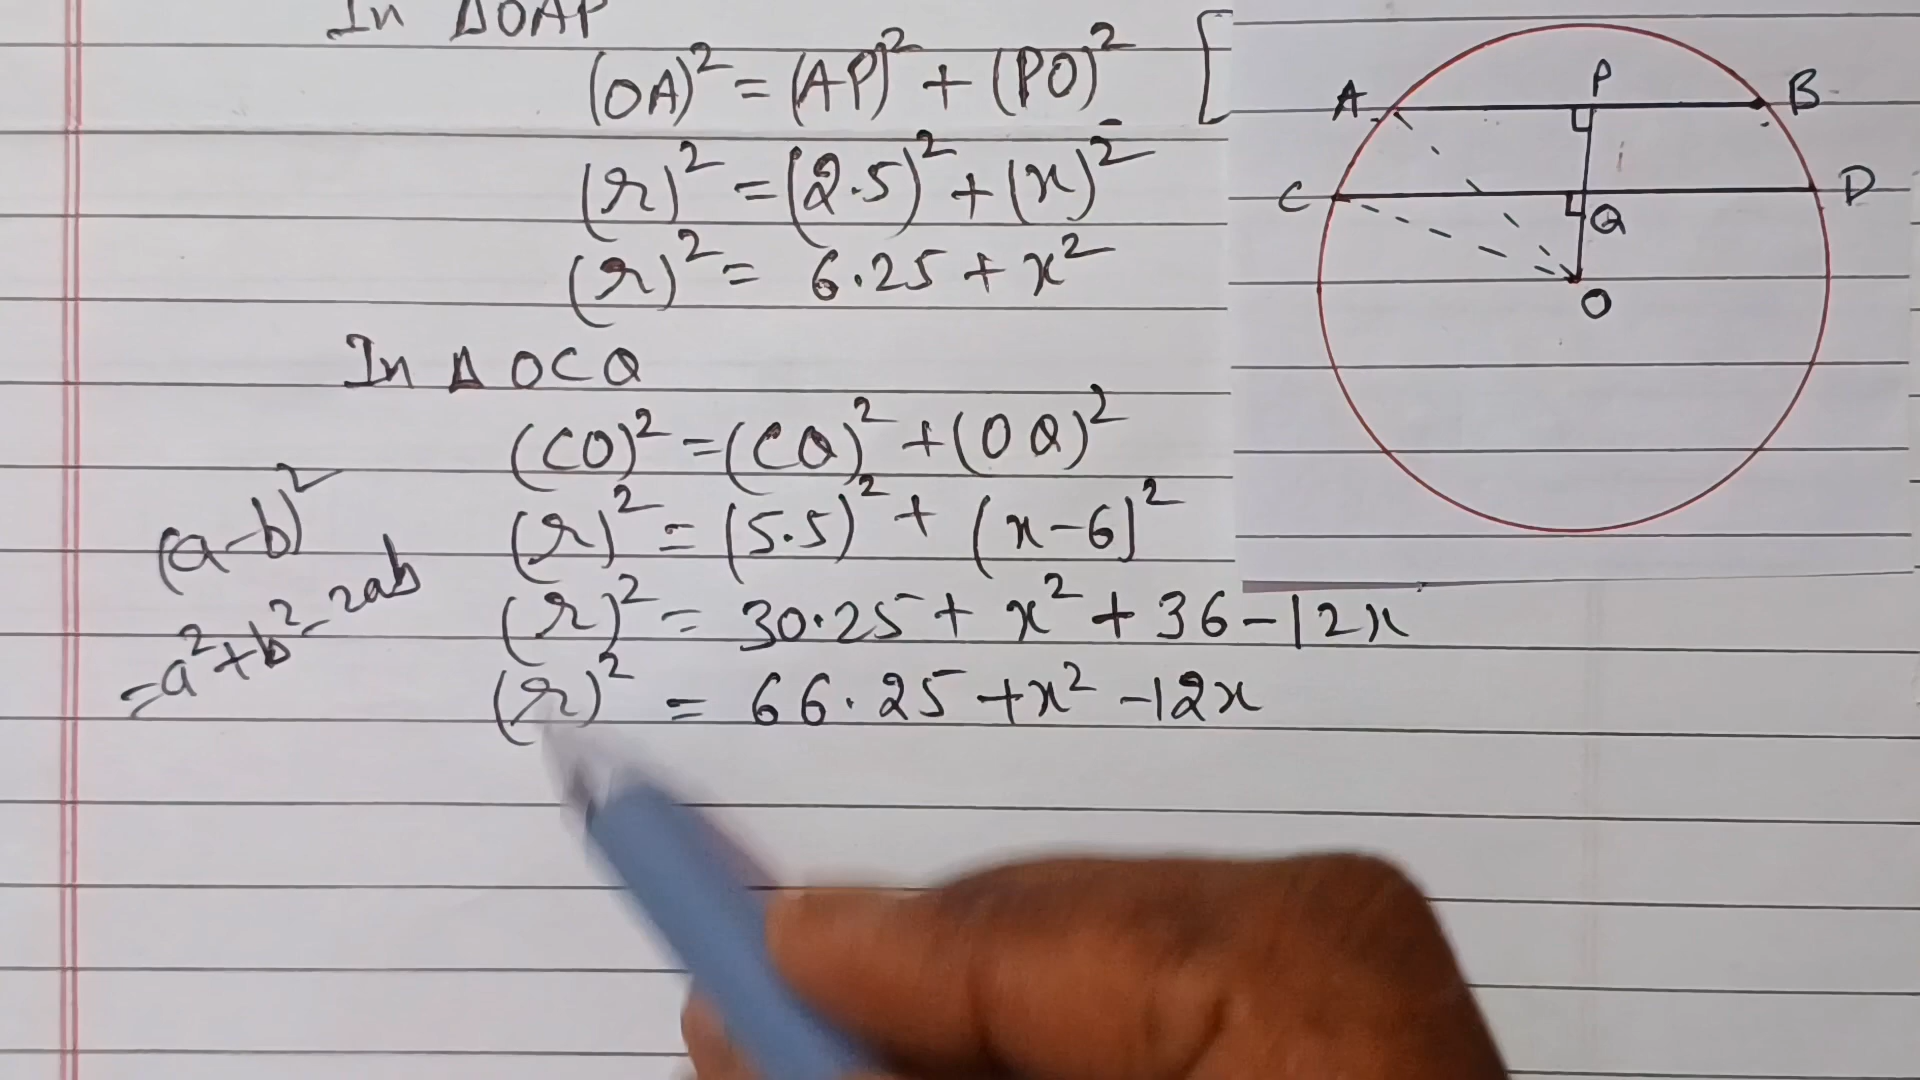 In ΔOAP
(OA)² = (AP)² + (PO)² [
(r)² = (2.5)² + (x)²
(r)² = 6.25 + x²
In Δ OCQ
(CO)² = (CQ)² + (OQ)²
(r)² = (5.5)² + (x-6)²
(r)² = 30.25 + x² + 36 - 12x
(r)² = 66.25 + x² - 12x
(a-b)²
= a² + b² - 2ab
A P B
C Q D
O